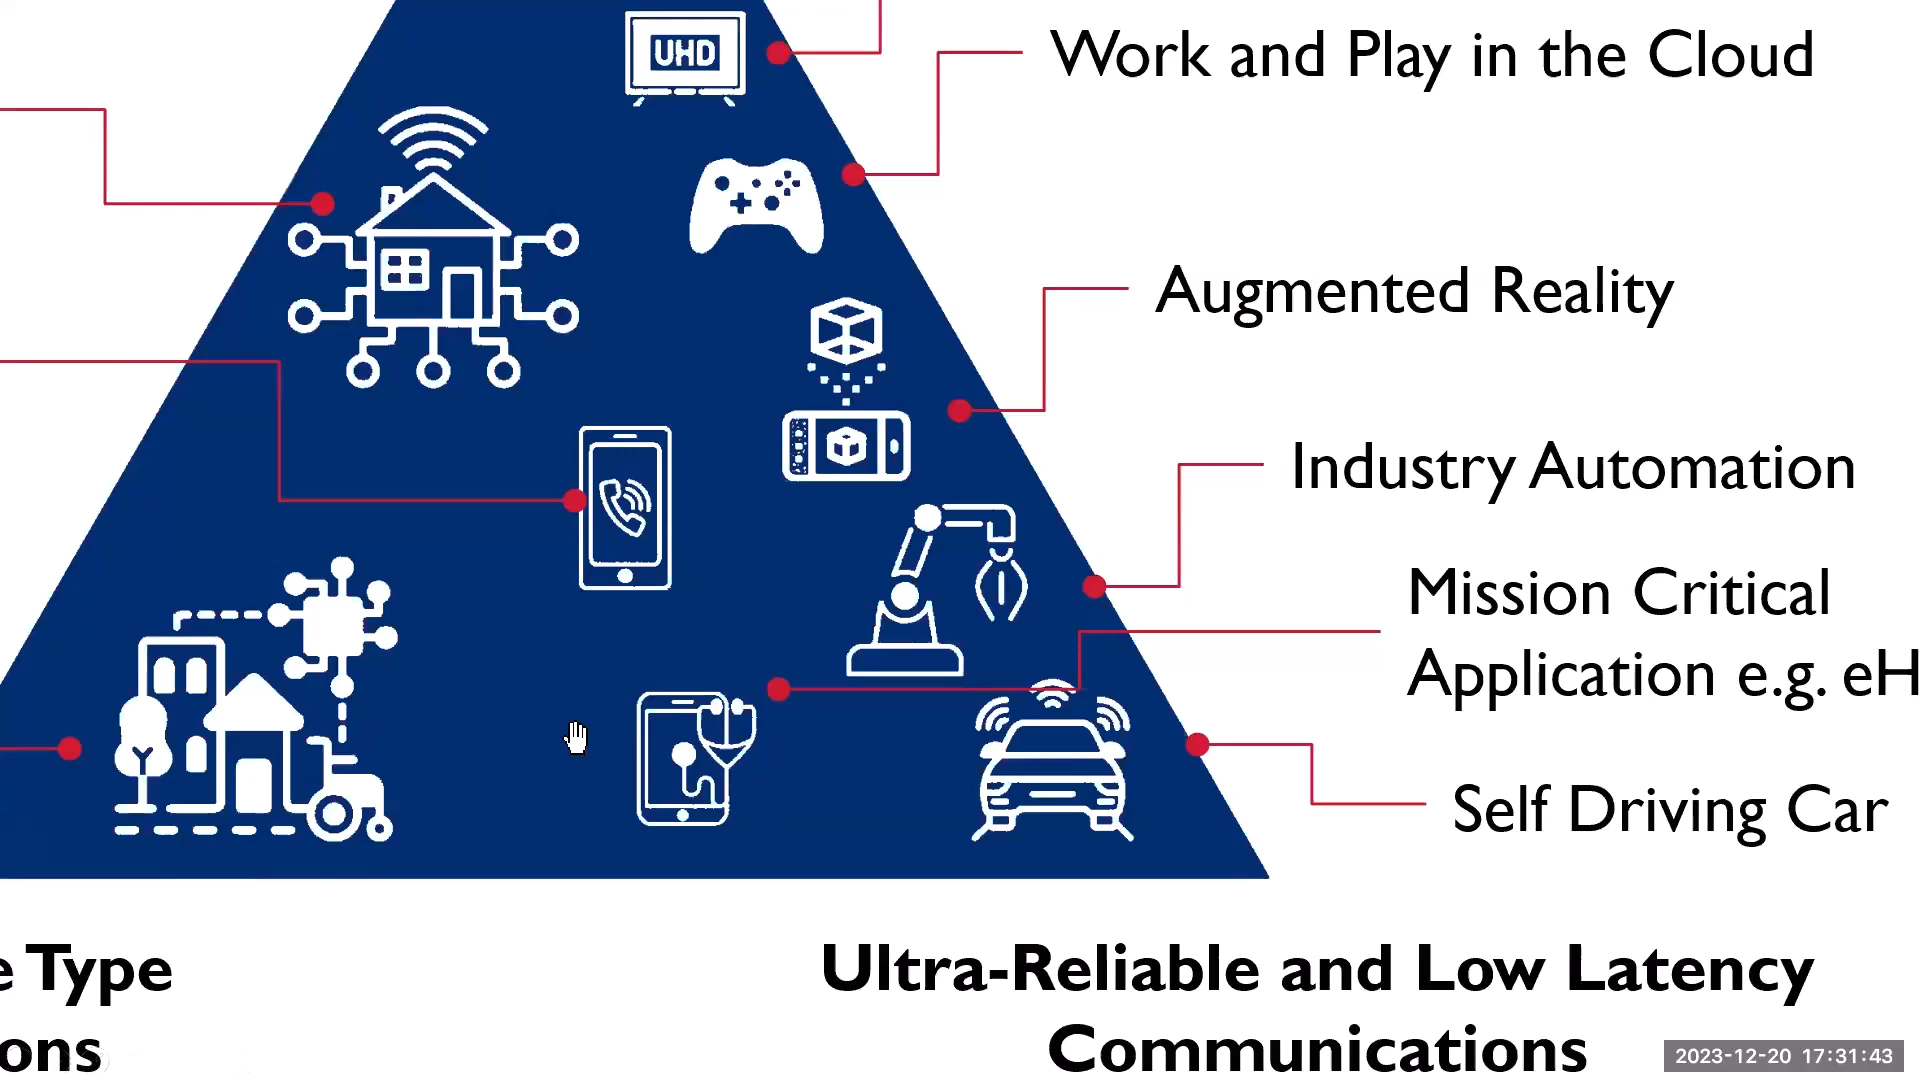 UHD
Work and Play in the Cloud
Augmented Reality
Industry Automation
Mission Critical
Application e.g. eH
Self Driving Car
e Type
ons
Ultra-Reliable and Low Latency
Communications
2023-12-20 17:31:43